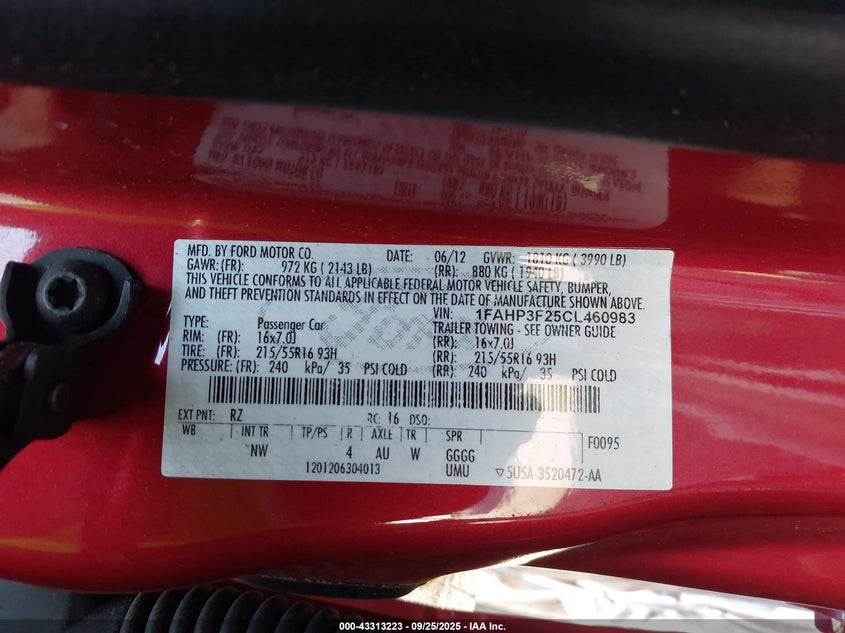 MFD. BY FORD MOTOR CO. DATE: 06/12 GVWR: 1810 KG ( 3990 LB)
GAWR: (FR): 972 KG ( 2143 LB) (RR): 880 KG ( 1940 LB)
THIS VEHICLE CONFORMS TO ALL APPLICABLE FEDERAL MOTOR VEHICLE SAFETY, BUMPER,
AND THEFT PREVENTION STANDARDS IN EFFECT ON THE DATE OF MANUFACTURE SHOWN ABOVE.
VIN: 1FAHP3F25CL460983
TYPE: Passenger Car TRAILER TOWING - SEE OWNER GUIDE
RIM: (FR): 16x7.0J (RR): 16x7.0J
TIRE: (FR): 215/55R16 93H (RR): 215/55R16 93H
PRESSURE: (FR): 240 kPa/ 35 PSI COLD (RR): 240 kPa/ 35 PSI COLD
EXT PNT: RZ RC: 16 DSO:
WB INT TR TP/PS R AXLE TR SPR F0095
NW 4 AU W GGGG
1201206304013 UMU ▽5U5A-3520472-AA
000-43313223 - 09/25/2025 - IAA Inc.